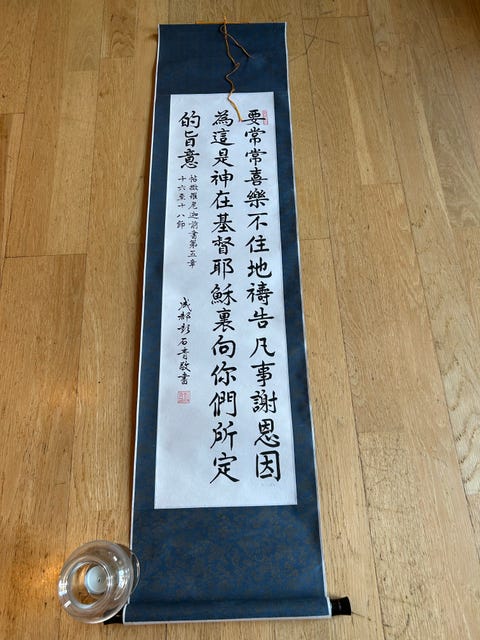 要常常喜樂不住地禱告凡事謝恩因
為這是神在基督耶穌裏向你們所定
的旨意
帖撒羅尼迦前書第五章
十六至十八節
成都彭石青敬書